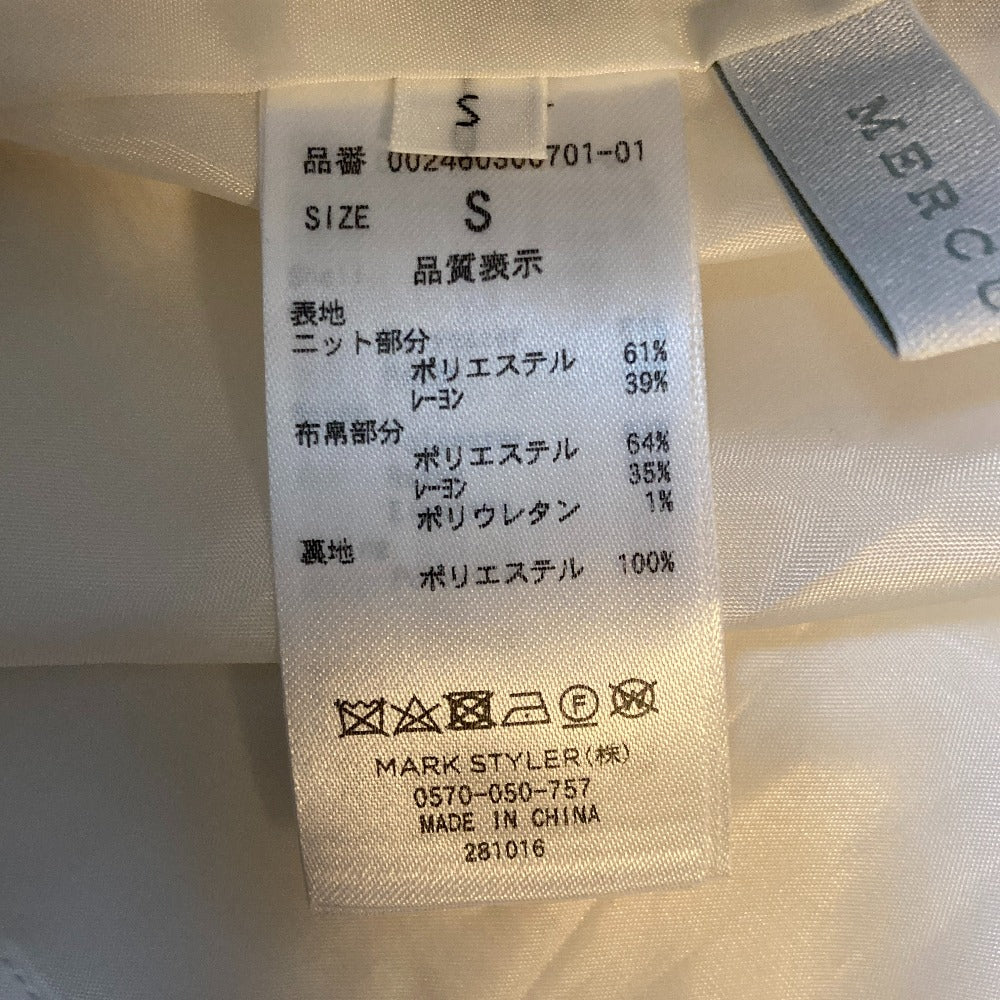 S
品番 002460300701-01
SIZE S
品質表示
表地
ニット部分
ポリエステル 61%
レーヨン 39%
布帛部分
ポリエステル 64%
レーヨン 35%
ポリウレタン 1%
裏地
ポリエステル 100%
F
W
MARK STYLER(株)
0570-050-757
MADE IN CHINA
281016
MERCU